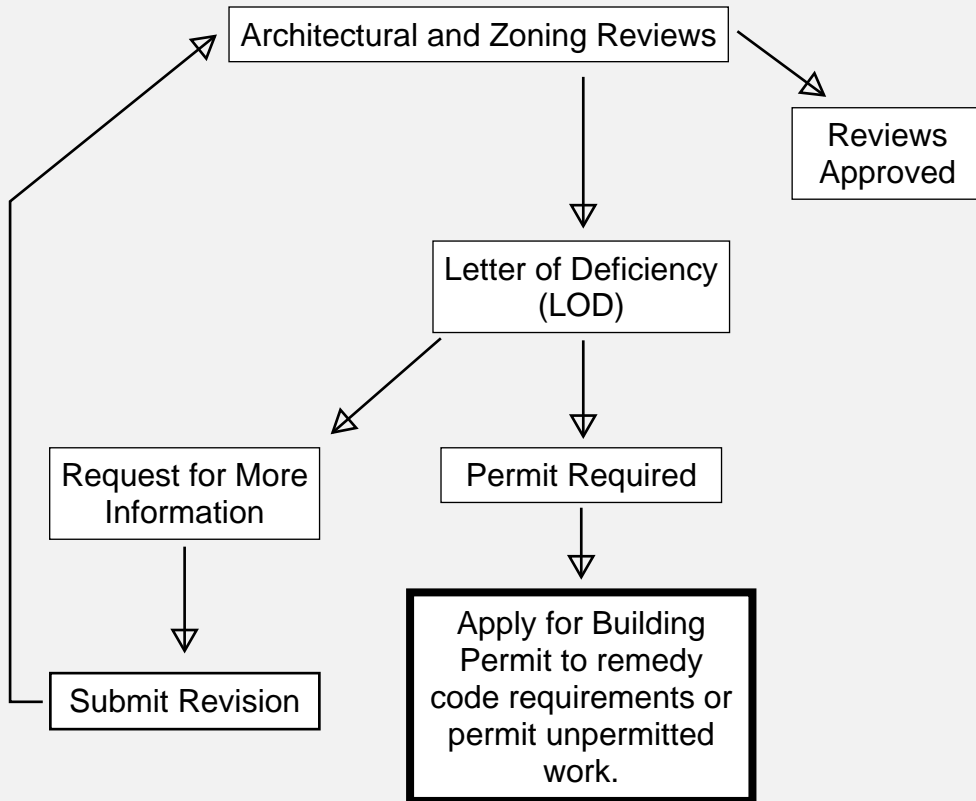 Architectural and Zoning Reviews
Reviews
Approved
Letter of Deficiency
(LOD)
Request for More
Information
Permit Required
Submit Revision
Apply for Building
Permit to remedy
code requirements or
permit unpermitted
work.